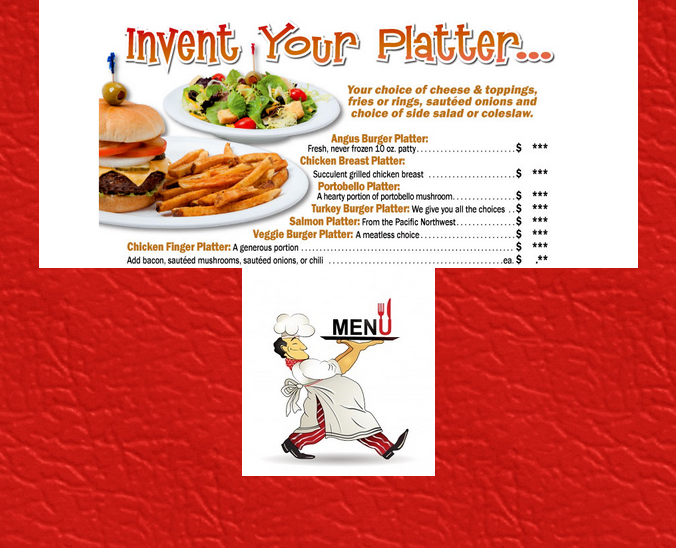 Invent Your Platter...
Your choice of cheese & toppings,
fries or rings, sautéed onions and
choice of side salad or coleslaw.
Angus Burger Platter:
Fresh, never frozen 10 oz. patty.......................$ ***
Chicken Breast Platter:
Succulent grilled chicken breast .....................$ ***
Portobello Platter:
A hearty portion of portobello mushroom...............$ ***
Turkey Burger Platter: We give you all the choices ..$ ***
Salmon Platter: From the Pacific Northwest..............$ ***
Veggie Burger Platter: A meatless choice.......................$ ***
Chicken Finger Platter: A generous portion ....................................................$ ***
Add bacon, sautéed mushrooms, sautéed onions, or chili ..........................................ea. .**
MENU